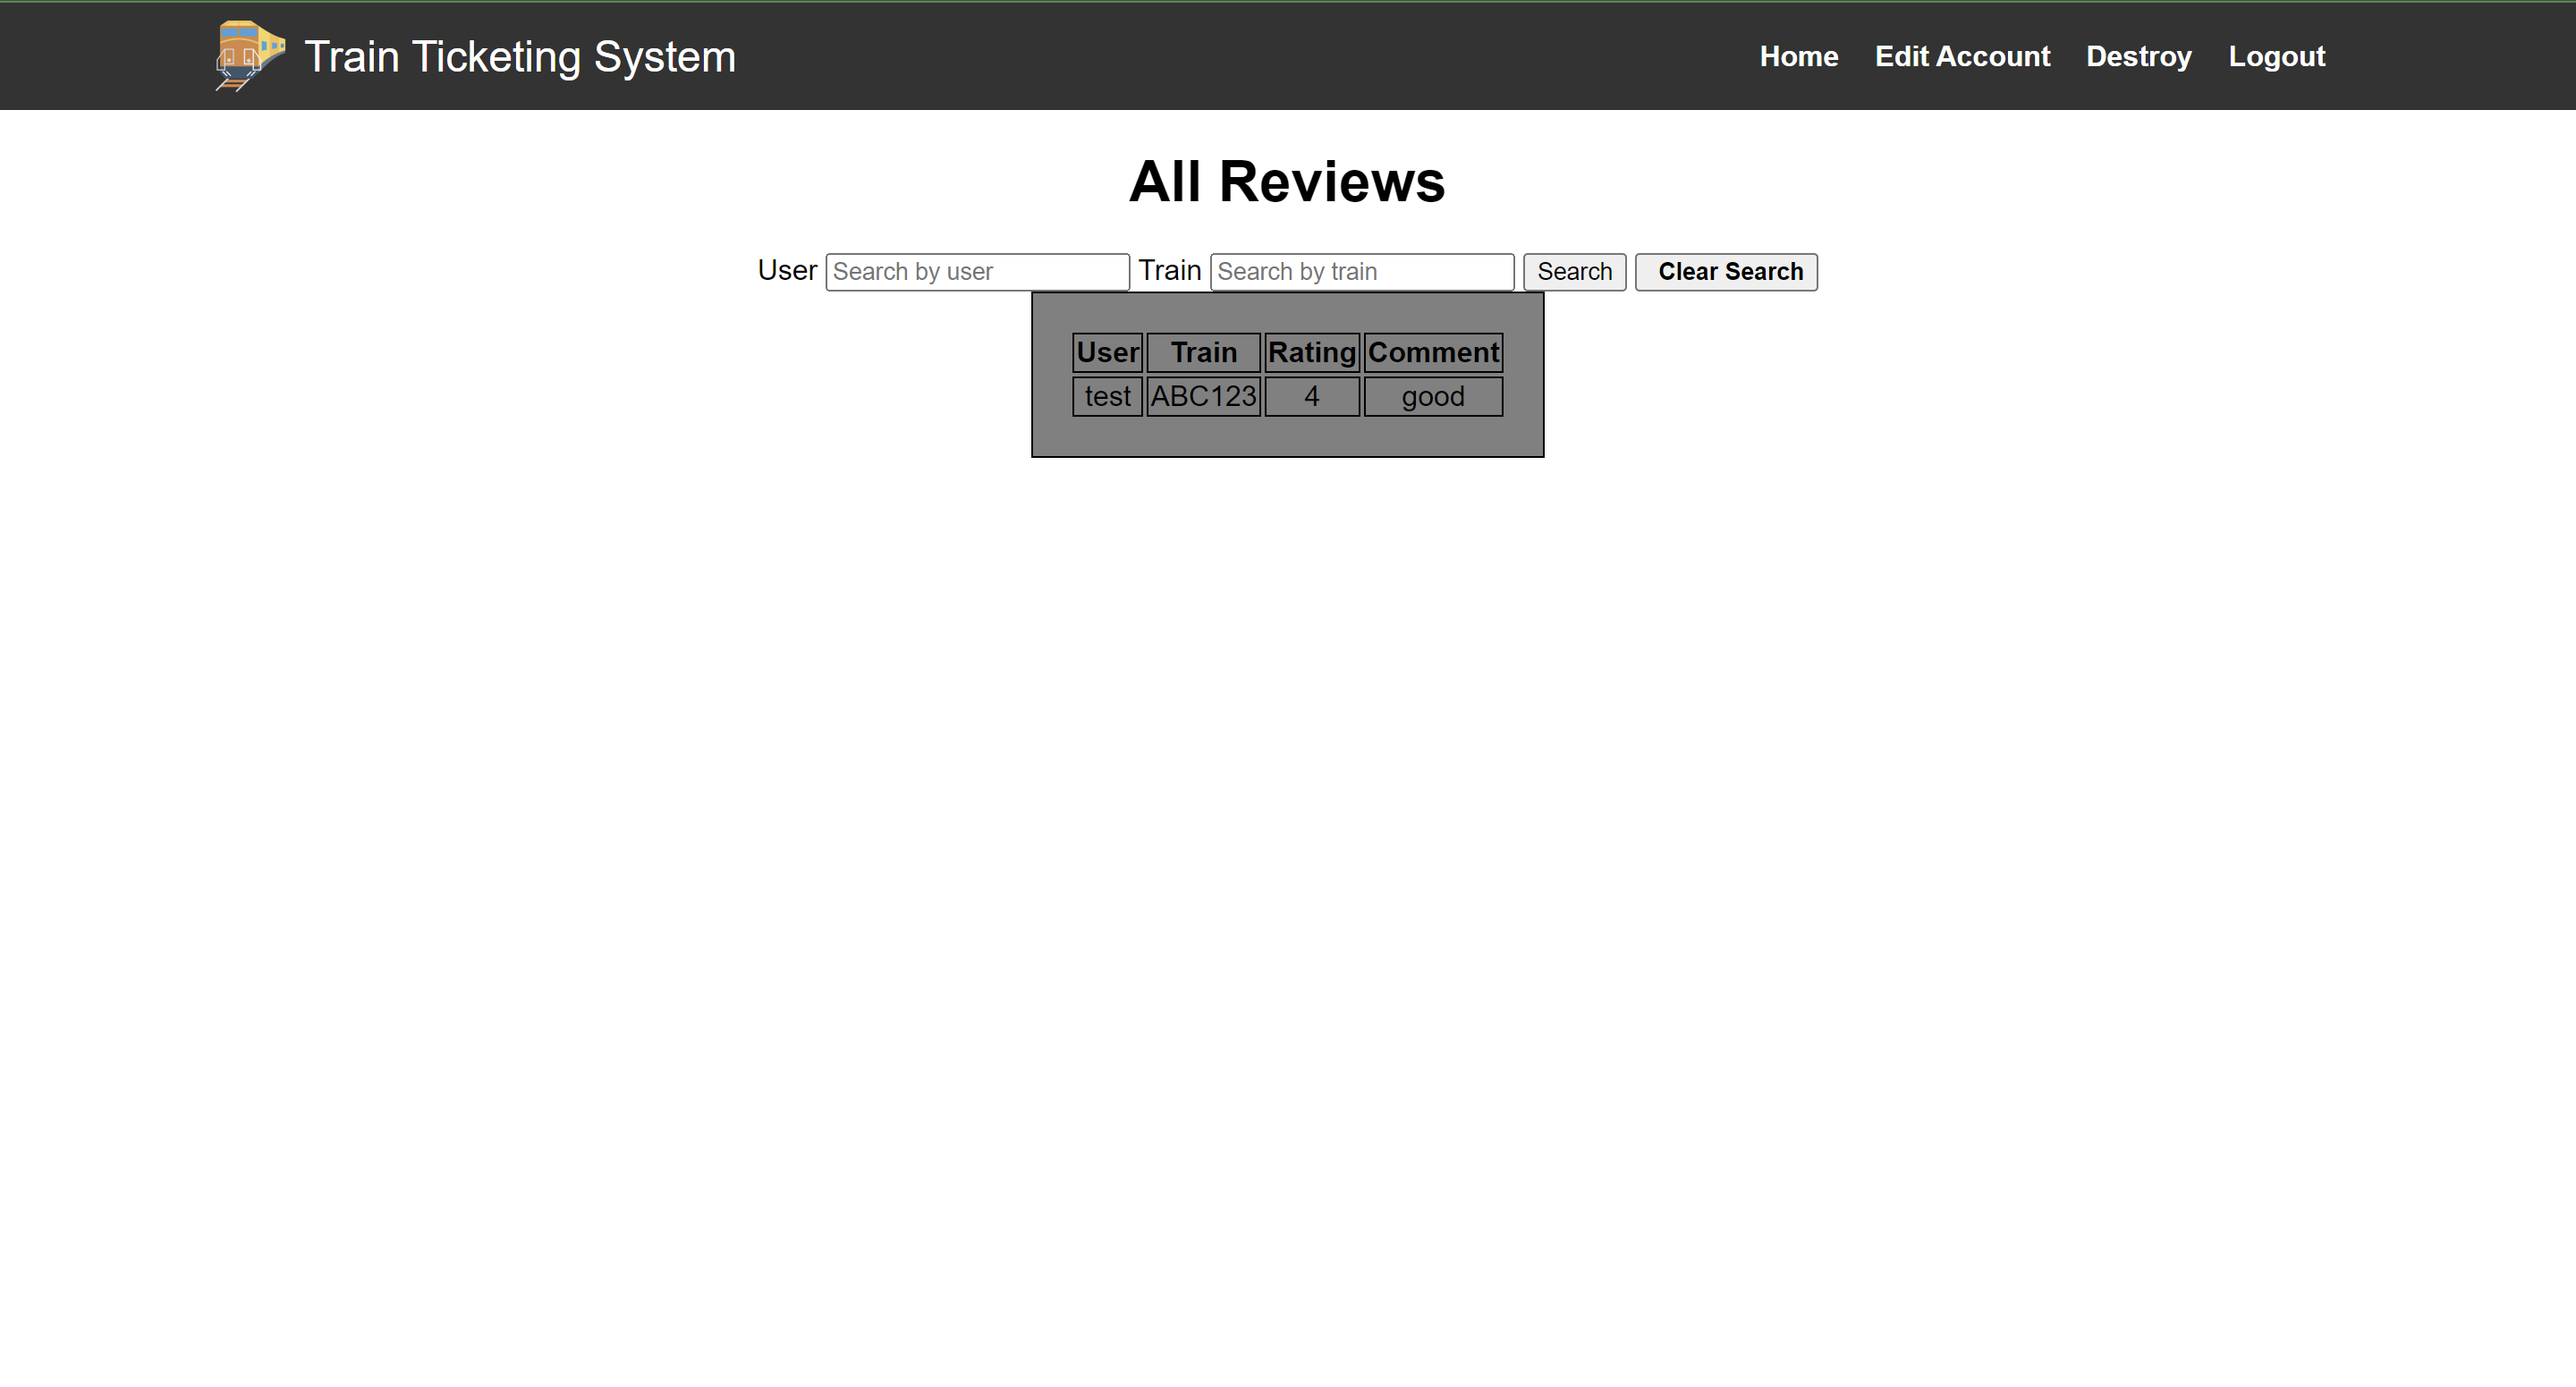 Train Ticketing System Home Edit Account Destroy Logout
All Reviews
User Search by user Train Search by train Search Clear Search
User Train Rating Comment
test ABC123 4 good